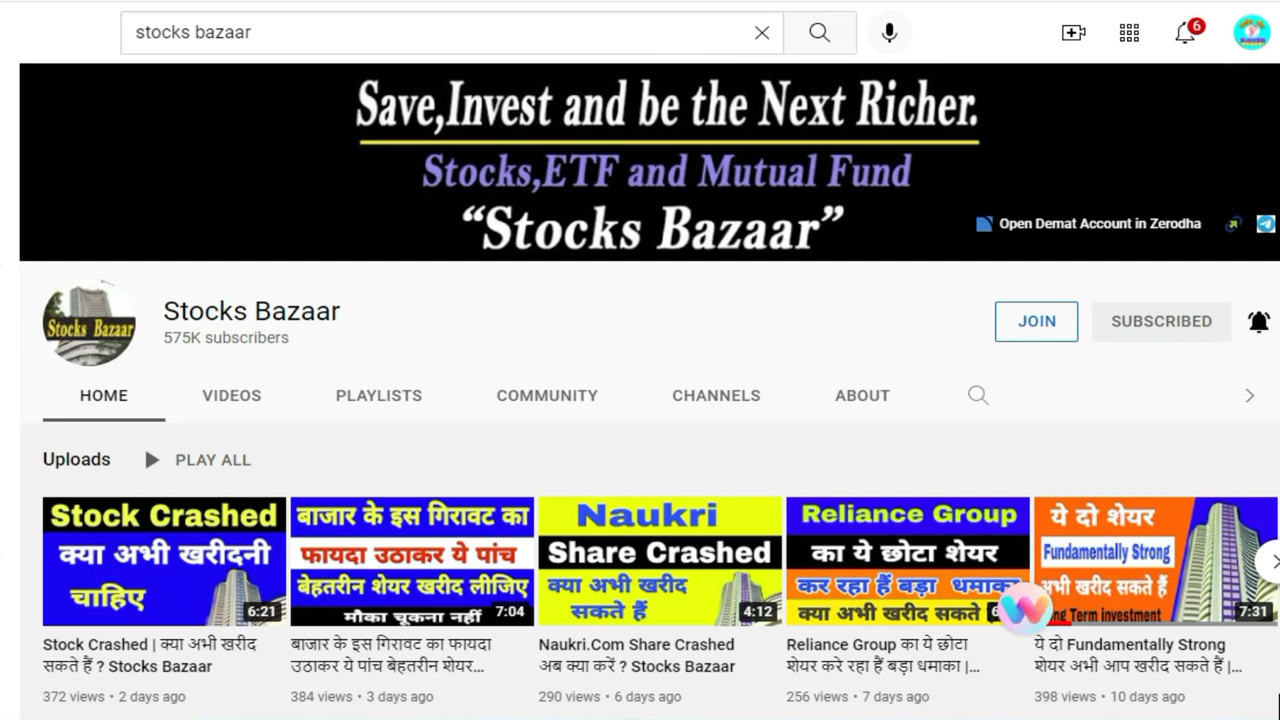 stocks bazaar
6
Save,Invest and be the Next Richer.
Stocks,ETF and Mutual Fund
“Stocks Bazaar”
Open Demat Account in Zerodha
Stocks Bazaar
Stocks Bazaar
575K subscribers
JOIN
SUBSCRIBED
HOME VIDEOS PLAYLISTS COMMUNITY CHANNELS ABOUT
Uploads PLAY ALL
Stock Crashed
क्या अभी खरीदनी
चाहिए
6:21
Stock Crashed | क्या अभी खरीद
सकते हैं ? Stocks Bazaar
372 views • 2 days ago
बाजार के इस गिरावट का
फायदा उठाकर ये पांच
बेहतरीन शेयर खरीद लीजिए
मौका चूकना नहीं
7:04
बाजार के इस गिरावट का फायदा
उठाकर ये पांच बेहतरीन शेयर...
384 views • 3 days ago
Naukri
Share Crashed
क्या अभी खरीद
सकते हैं
4:12
Naukri.Com Share Crashed
अब क्या करें ? Stocks Bazaar
290 views • 6 days ago
Reliance Group
का ये छोटा शेयर
कर रहा हैं बड़ा
क्या अभी खरीद सकते
Reliance Group का ये छोटा
शेयर करे रहा हैं बड़ा धमाका |...
256 views • 7 days ago
ये दो शेयर
Fundamentally Strong
अभी खरीद सकते हैं
Term investment
7:31
ये दो Fundamentally Strong
शेयर अभी आप खरीद सकते हैं |...
398 views • 10 days ago